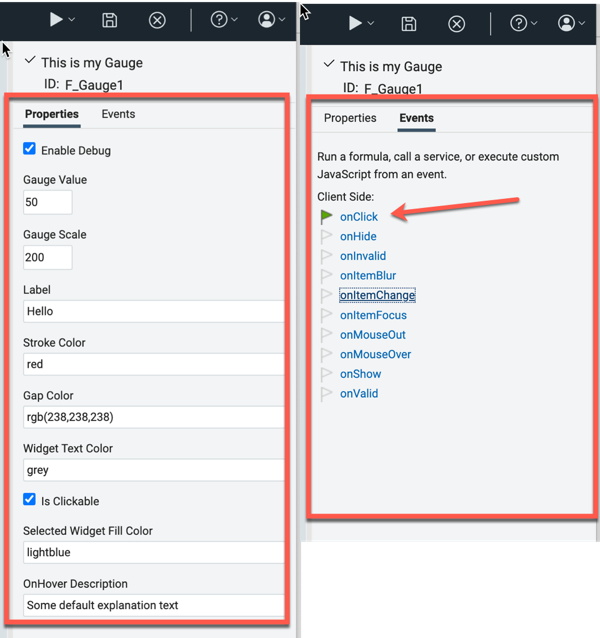 This is my Gauge
ID: F_Gauge1
Properties
Events
Enable Debug
Gauge Value
50
Gauge Scale
200
Label
Hello
Stroke Color
red
Gap Color
rgb(238,238,238)
Widget Text Color
grey
Is Clickable
Selected Widget Fill Color
lightblue
OnHover Description
Some default explanation text
This is my Gauge
ID: F_Gauge1
Properties
Events
Run a formula, call a service, or execute custom
JavaScript from an event.
Client Side:
onClick
onHide
onInvalid
onItemBlur
onItemChange
onItemFocus
onMouseOut
onMouseOver
onShow
onValid